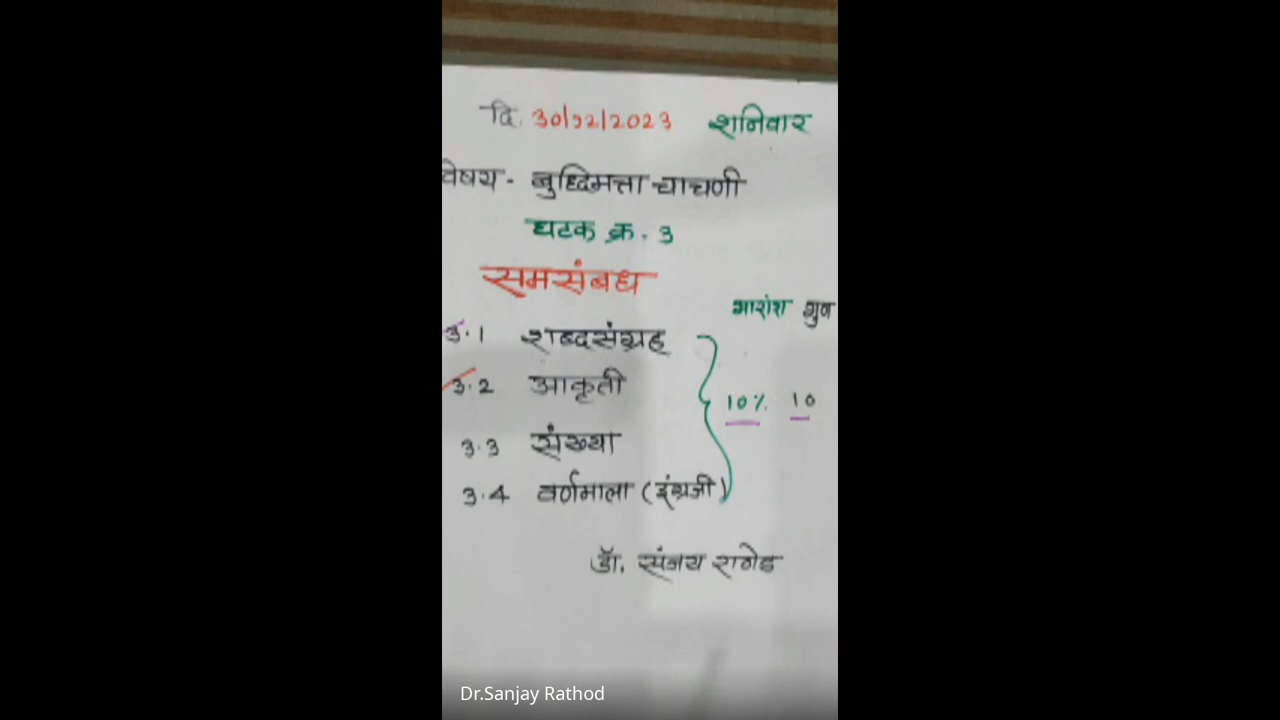 दि. 30/12/2023 शनिवार
विषय - बुध्दिमत्ता चाचणी
घटक क्र. 3
समसंबध
भारांश गुण
3.1 शब्दसंग्रह
3.2 आकृती
10% 10
3.3 संख्या
3.4 वर्णमाला (इंग्रजी)
डॉ. संजय राठोड
Dr.Sanjay Rathod